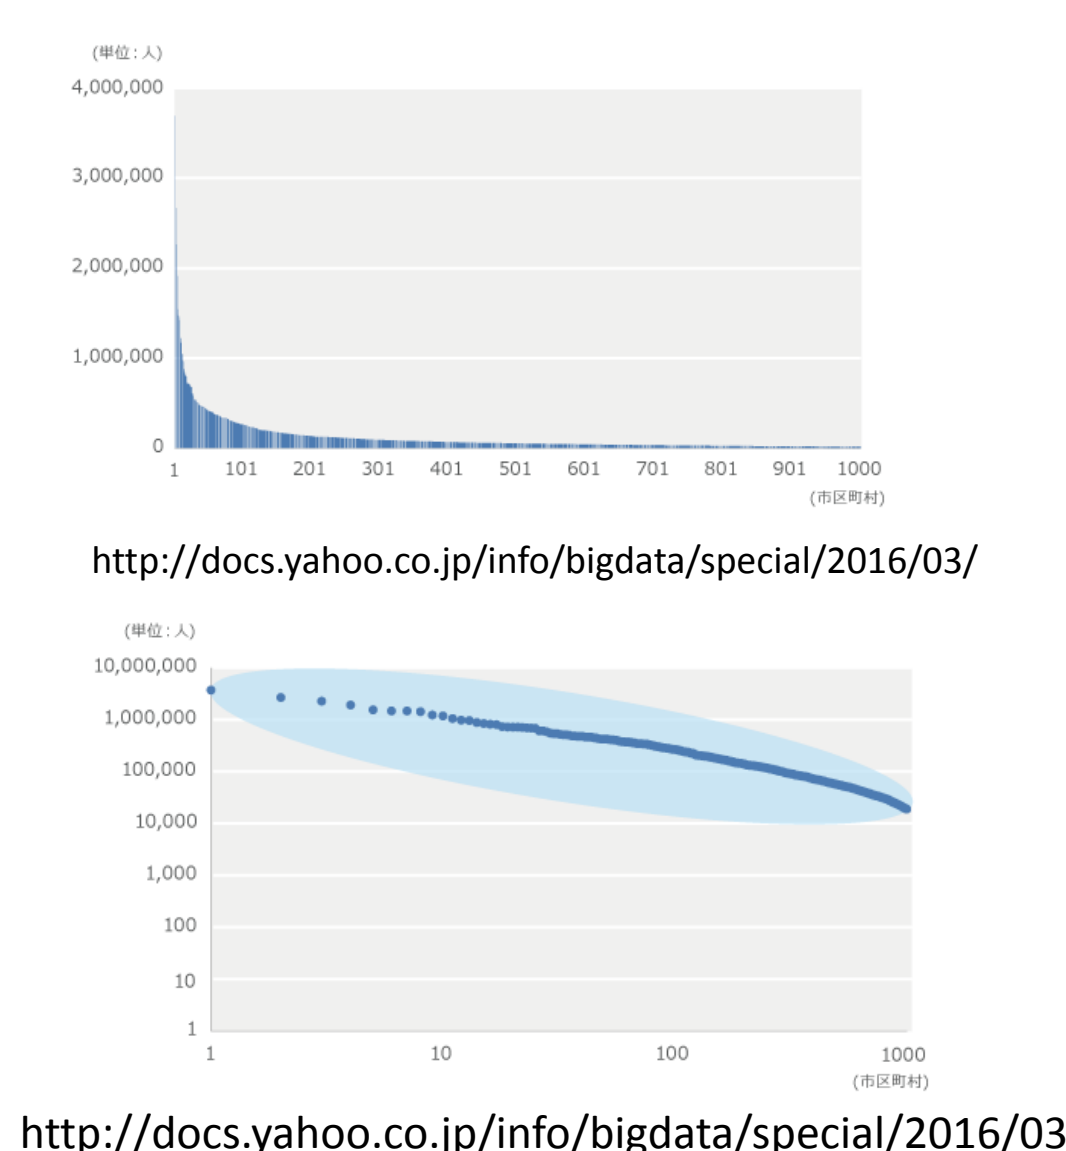 (単位：人)
4,000,000
3,000,000
2,000,000
1,000,000
0
1 101 201 301 401 501 601 701 801 901 1000
(市区町村)
http://docs.yahoo.co.jp/info/bigdata/special/2016/03/
(単位：人)
10,000,000
1,000,000
100,000
10,000
1,000
100
10
1
1 10 100 1000
(市区町村)
http://docs.yahoo.co.jp/info/bigdata/special/2016/03